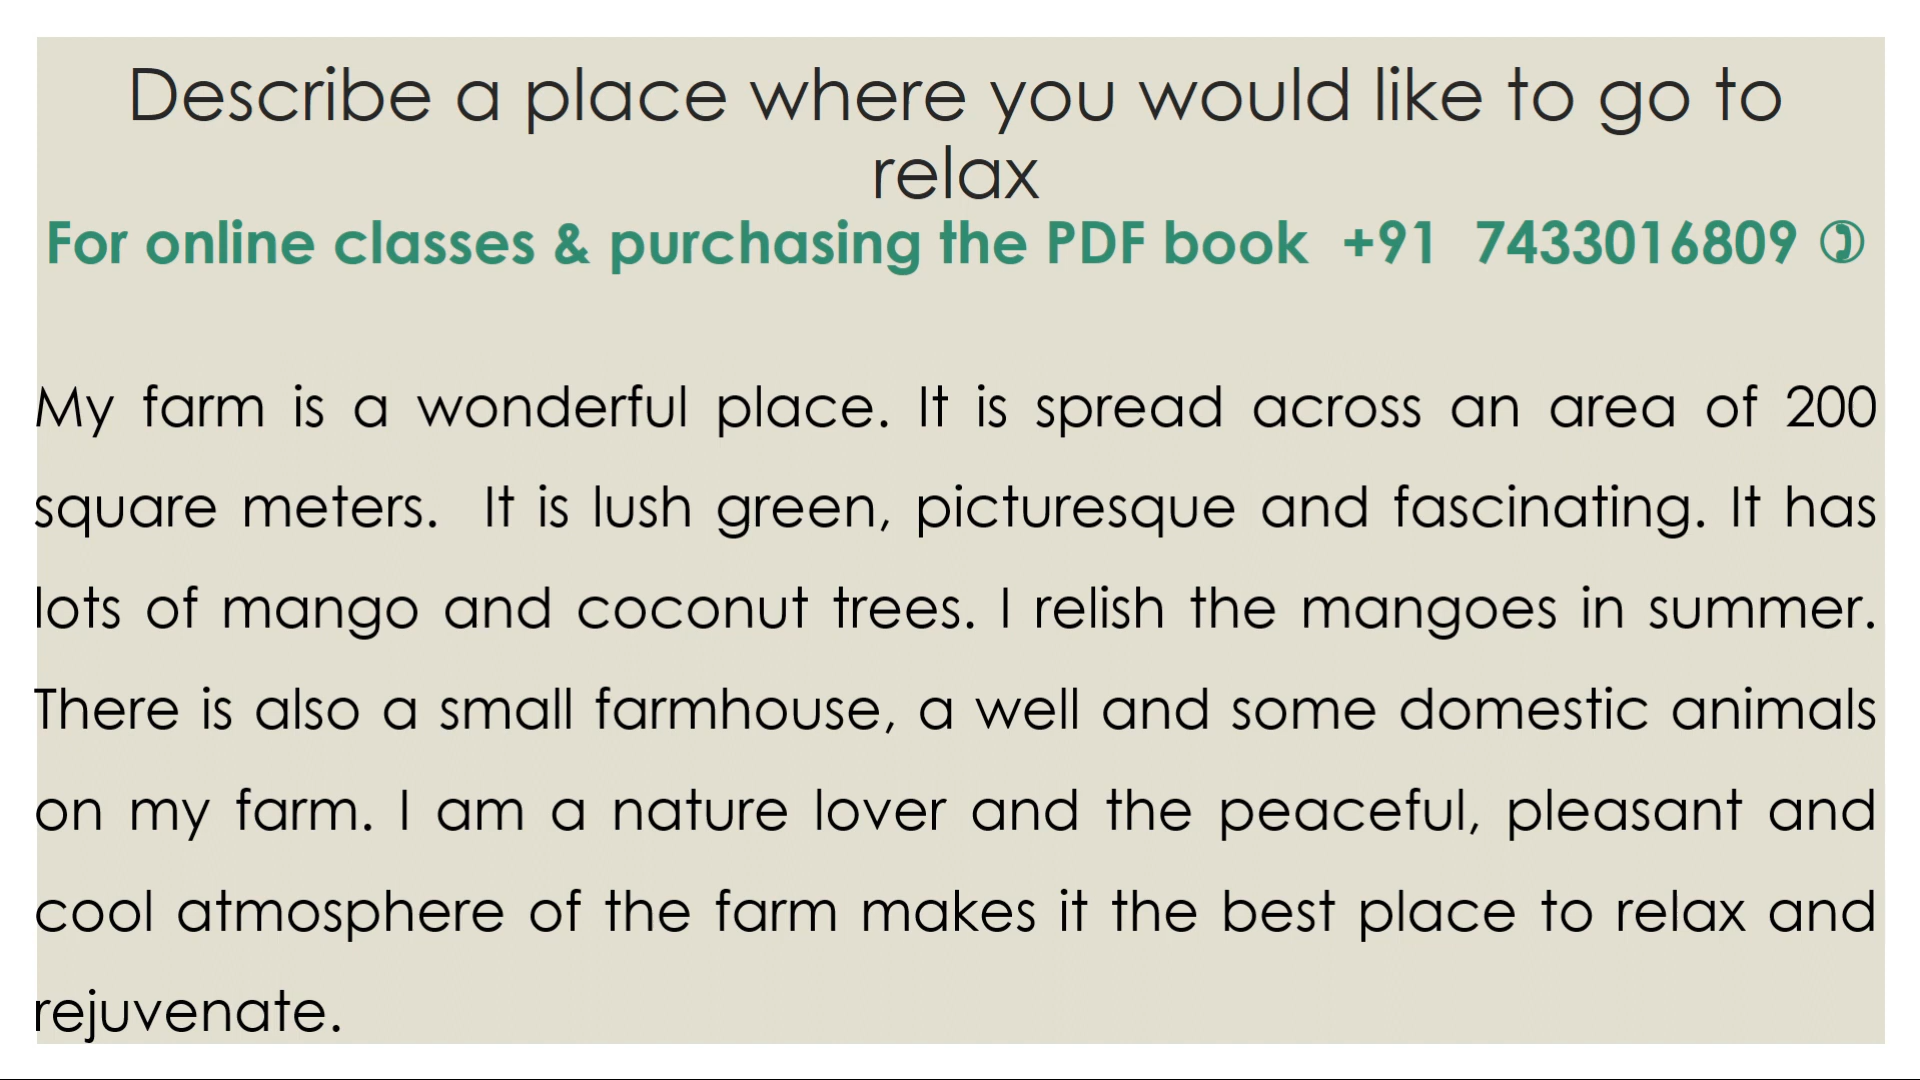 Describe a place where you would like to go to
relax
For online classes & purchasing the PDF book +91 7433016809 ✆
My farm is a wonderful place. It is spread across an area of 200
square meters. It is lush green, picturesque and fascinating. It has
lots of mango and coconut trees. I relish the mangoes in summer.
There is also a small farmhouse, a well and some domestic animals
on my farm. I am a nature lover and the peaceful, pleasant and
cool atmosphere of the farm makes it the best place to relax and
rejuvenate.